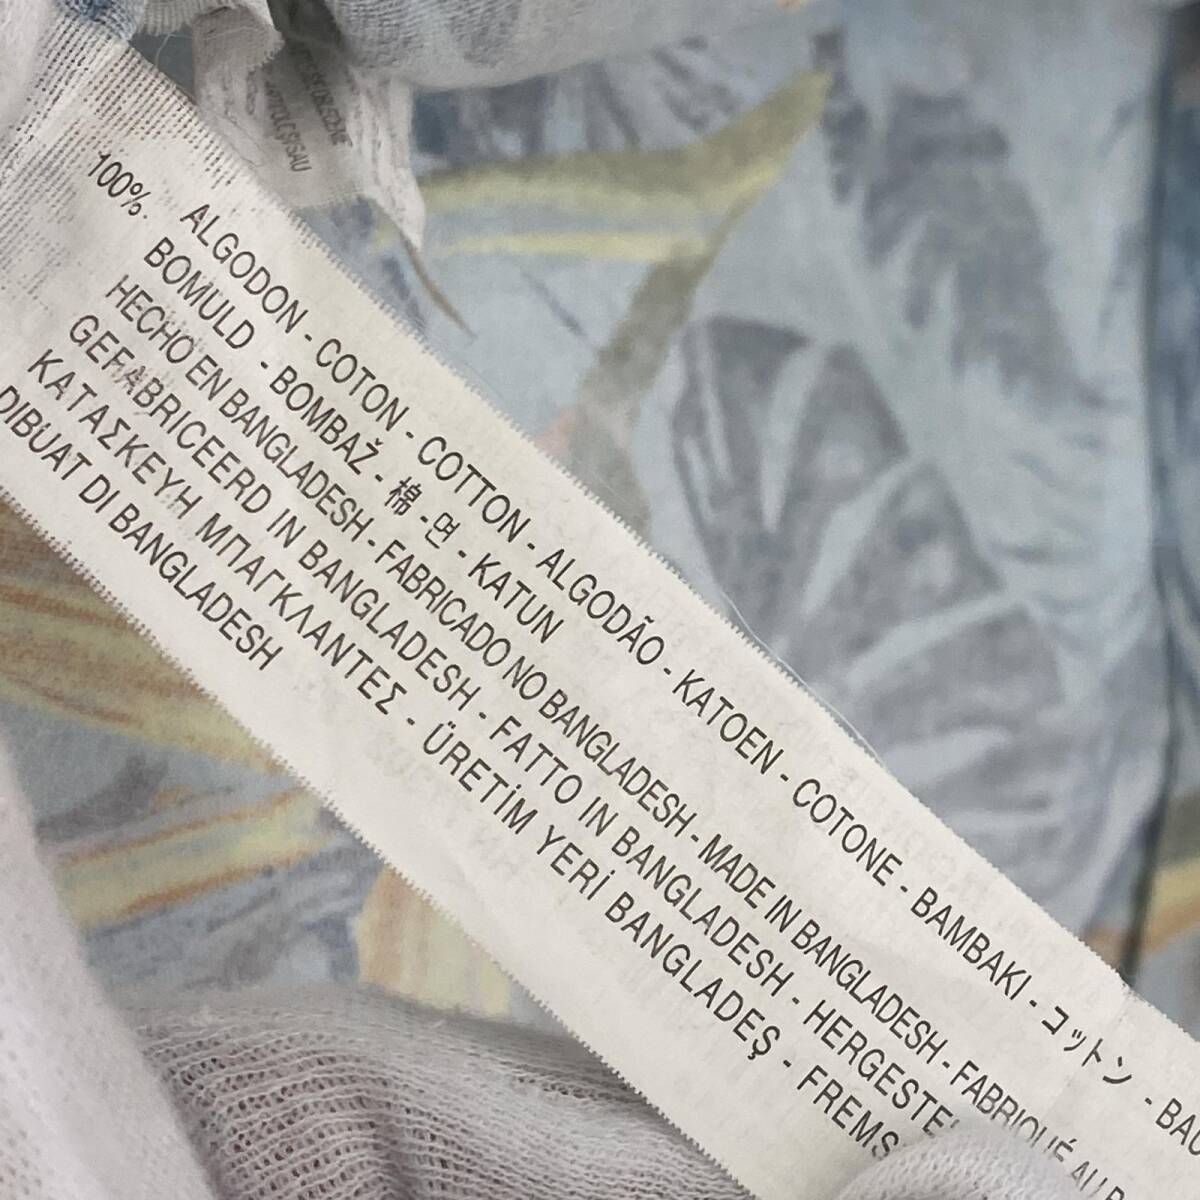 100%. ALGODON - COTON - COTTON - ALGODÃO - KATOEN - COTONE - BAMBAKI - コットン -
BOMULD - BOMBAŽ - 棉 - 면 - KATUN
HECHO EN BANGLADESH - FABRICADO NO BANGLADESH - MADE IN BANGLADESH - FABRIQUÉ AU
GEFABRICEERD IN BANGLADESH - FATTO IN BANGLADESH -
ΚΑΤΑΣΚΕΥΗ ΜΠΑΓΚΛΑΝΤΕΣ - ÜRETİM YERİ BANGLADEŞ -
DIBUAT DI BANGLADESH